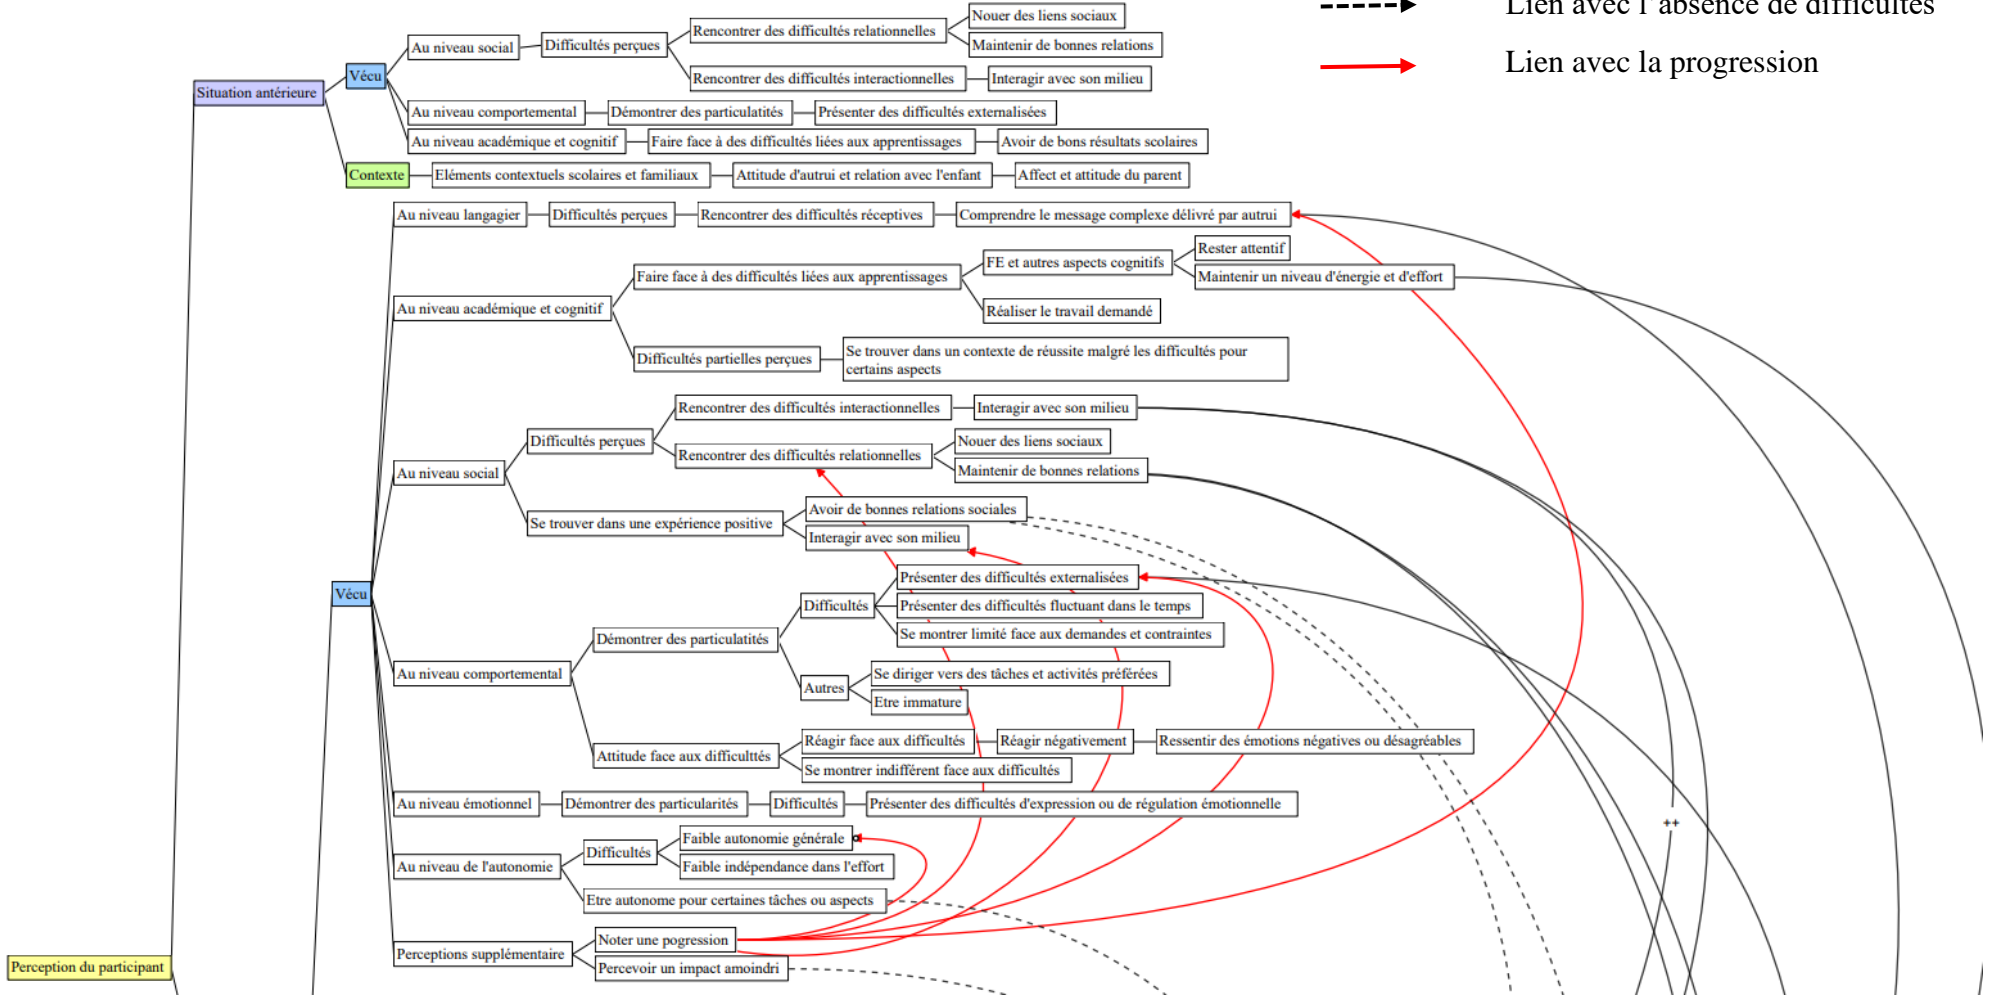 Lien avec l'absence de difficultés
Lien avec la progression
Nouer des liens sociaux
Rencontrer des difficultés relationnelles
Au niveau social
Difficultés perçues
Maintenir de bonnes relations
Vécu
Rencontrer des difficultés interactionnelles
Interagir avec son milieu
Situation antérieure
Au niveau comportemental
Démontrer des particulatités
Présenter des difficultés externalisées
Au niveau académique et cognitif
Faire face à des difficultés liées aux apprentissages
Avoir de bons résultats scolaires
Contexte
Eléments contextuels scolaires et familiaux
Attitude d'autrui et relation avec l'enfant
Affect et attitude du parent
Au niveau langagier
Difficultés perçues
Rencontrer des difficultés réceptives
Comprendre le message complexe délivré par autrui
Rester attentif
FE et autres aspects cognitifs
Faire face à des difficultés liées aux apprentissages
Maintenir un niveau d'énergie et d'effort
Au niveau académique et cognitif
Réaliser le travail demandé
Difficultés partielles perçues
Se trouver dans un contexte de réussite malgré les difficultés pour
certains aspects
Rencontrer des difficultés interactionnelles
Interagir avec son milieu
Difficultés perçues
Nouer des liens sociaux
Rencontrer des difficultés relationnelles
Au niveau social
Maintenir de bonnes relations
Avoir de bonnes relations sociales
Se trouver dans une expérience positive
Interagir avec son milieu
Présenter des difficultés externalisées
Vécu
Difficultés
Présenter des difficultés fluctuant dans le temps
Démontrer des particulatités
Se montrer limité face aux demandes et contraintes
Au niveau comportemental
Se diriger vers des tâches et activités préférées
Autres
Etre immature
Attitude face aux difficulttés
Réagir face aux difficultés
Réagir négativement
Ressentir des émotions négatives ou désagréables
Se montrer indifférent face aux difficultés
Au niveau émotionnel
Démontrer des particularités
Difficultés
Présenter des difficultés d'expression ou de régulation émotionnelle
++
Faible autonomie générale
Difficultés
Au niveau de l'autonomie
Faible indépendance dans l'effort
Etre autonome pour certaines tâches ou aspects
Noter une pogression
Perceptions supplémentaire
Perception du participant
Percevoir un impact amoindri